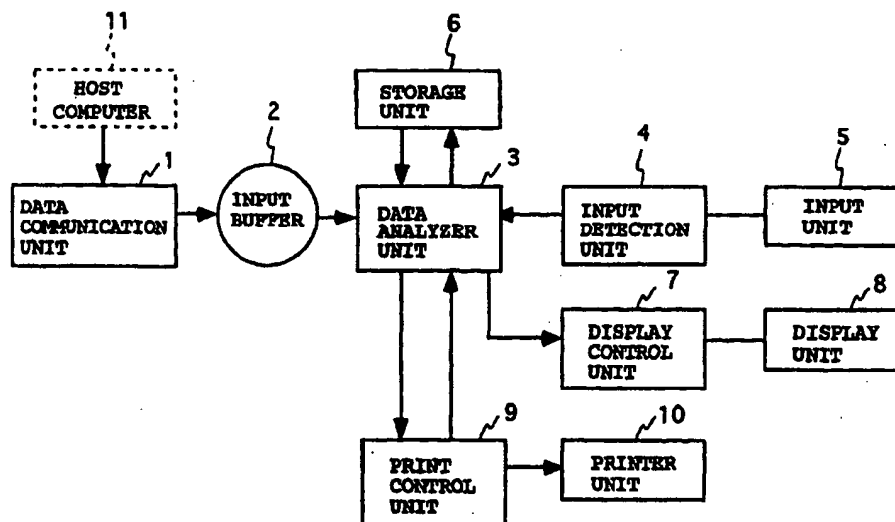 11
HOST
COMPUTER
6
STORAGE
UNIT
1
DATA
COMMUNICATION
UNIT
2
INPUT
BUFFER
3
DATA
ANALYZER
UNIT
4
INPUT
DETECTION
UNIT
5
INPUT
UNIT
7
DISPLAY
CONTROL
UNIT
8
DISPLAY
UNIT
9
PRINT
CONTROL
UNIT
10
PRINTER
UNIT